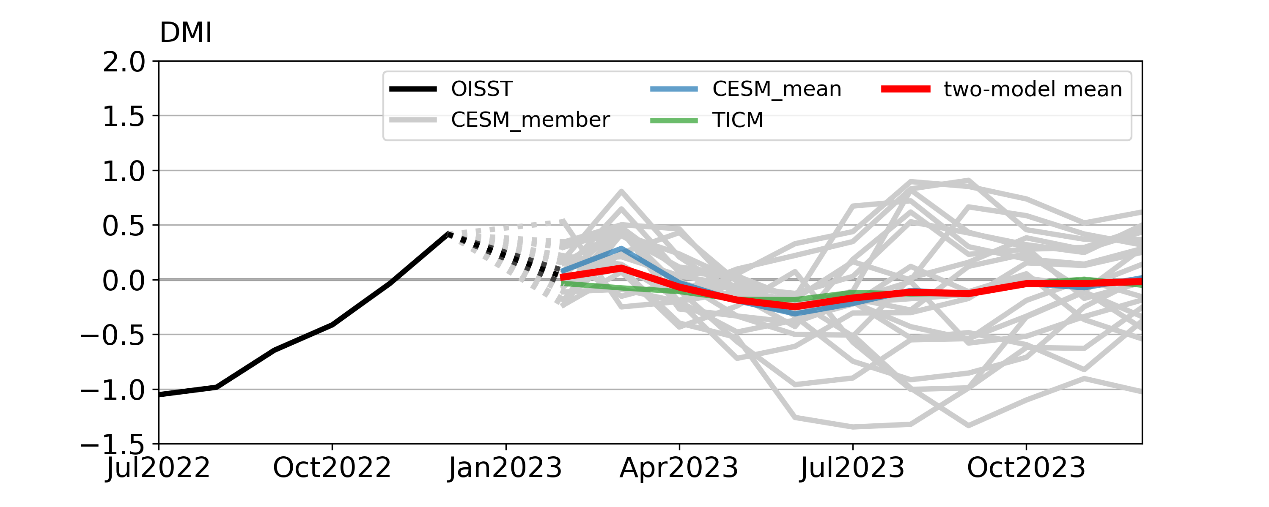 DMI
2.0
1.5
1.0
0.5
0.0
−0.5
−1.0
−1.5
OISST
CESM_member
CESM_mean
TICM
two-model mean
Jul2022
Oct2022
Jan2023
Apr2023
Jul2023
Oct2023